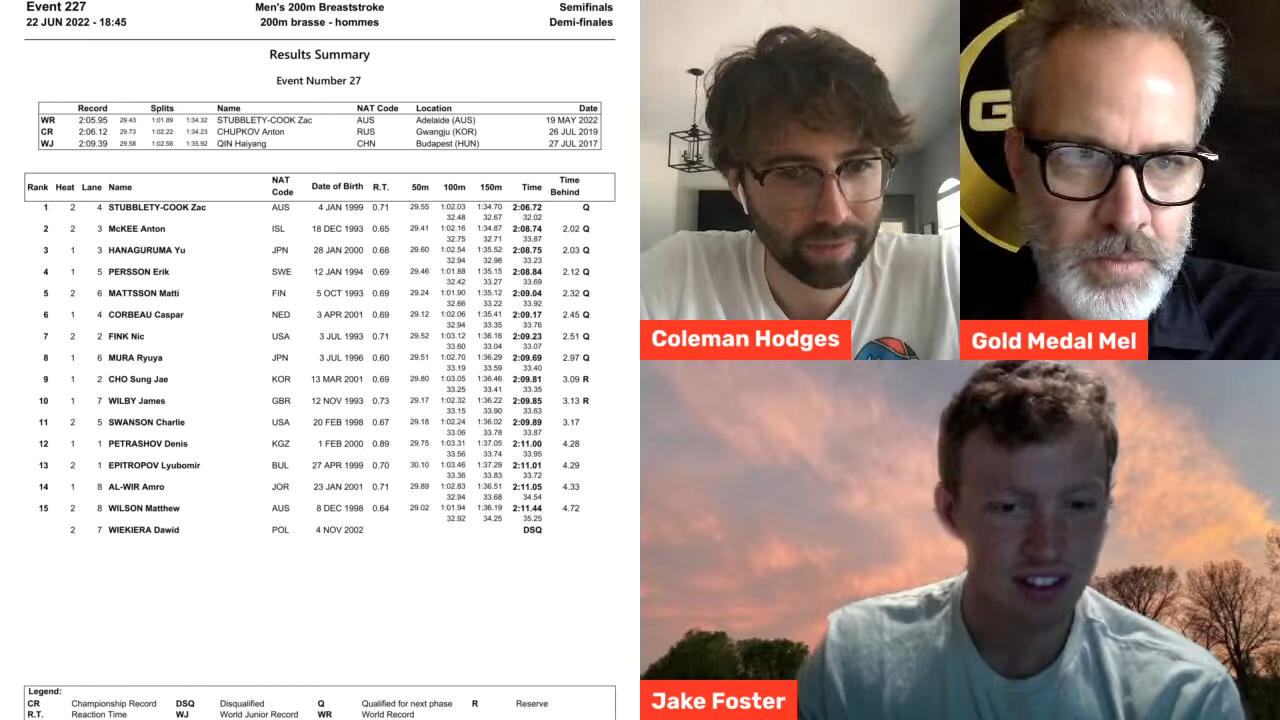 Event 227 Men's 200m Breaststroke Semifinals
22 JUN 2022 - 18:45 200m brasse - hommes Demi-finales
Results Summary
Event Number 27
Record Splits Name NAT Code Location Date
WR 2:05.95 29.43 1:01.89 1:34.32 STUBBLETY-COOK Zac AUS Adelaide (AUS) 19 MAY 2022
CR 2:06.12 29.73 1:02.22 1:34.23 CHUPKOV Anton RUS Gwangju (KOR) 26 JUL 2019
WJ 2:09.39 29.58 1:02.58 1:35.92 QIN Haiyang CHN Budapest (HUN) 27 JUL 2017
Rank Heat Lane Name NAT Code Date of Birth R.T. 50m 100m 150m Time Time Behind
1 2 4 STUBBLETY-COOK Zac AUS 4 JAN 1999 0.71 29.55 1:02.03 1:34.70 2:06.72 Q
32.48 32.67 32.02
2 2 3 McKEE Anton ISL 18 DEC 1993 0.65 29.41 1:02.16 1:34.87 2:08.74 2.02 Q
32.75 32.71 33.87
3 1 3 HANAGURUMA Yu JPN 28 JAN 2000 0.68 29.60 1:02.54 1:35.52 2:08.75 2.03 Q
32.94 32.98 33.23
4 1 5 PERSSON Erik SWE 12 JAN 1994 0.69 29.46 1:01.88 1:35.15 2:08.84 2.12 Q
32.42 33.27 33.69
5 2 6 MATTSSON Matti FIN 5 OCT 1993 0.69 29.24 1:01.90 1:35.12 2:09.04 2.32 Q
32.66 33.22 33.92
6 1 4 CORBEAU Caspar NED 3 APR 2001 0.69 29.12 1:02.06 1:35.41 2:09.17 2.45 Q
32.94 33.35 33.76
7 2 2 FINK Nic USA 3 JUL 1993 0.71 29.52 1:03.12 1:36.16 2:09.23 2.51 Q
33.60 33.04 33.07
8 1 6 MURA Ryuya JPN 3 JUL 1996 0.60 29.51 1:02.70 1:36.29 2:09.69 2.97 Q
33.19 33.59 33.40
9 1 2 CHO Sung Jae KOR 13 MAR 2001 0.69 29.80 1:03.05 1:36.46 2:09.81 3.09 R
33.25 33.41 33.35
10 1 7 WILBY James GBR 12 NOV 1993 0.73 29.17 1:02.32 1:36.22 2:09.85 3.13 R
33.15 33.90 33.63
11 2 5 SWANSON Charlie USA 20 FEB 1998 0.67 29.18 1:02.24 1:36.02 2:09.89 3.17
33.06 33.78 33.87
12 1 1 PETRASHOV Denis KGZ 1 FEB 2000 0.89 29.75 1:03.31 1:37.05 2:11.00 4.28
33.56 33.74 33.95
13 2 1 EPITROPOV Lyubomir BUL 27 APR 1999 0.70 30.10 1:03.46 1:37.29 2:11.01 4.29
33.36 33.83 33.72
14 1 8 AL-WIR Amro JOR 23 JAN 2001 0.71 29.89 1:02.83 1:36.51 2:11.05 4.33
32.94 33.68 34.54
15 2 8 WILSON Matthew AUS 8 DEC 1998 0.64 29.02 1:01.94 1:36.19 2:11.44 4.72
32.92 34.25 35.25
2 7 WIEKIERA Dawid POL 4 NOV 2002 DSQ
Legend:
CR Championship Record DSQ Disqualified Q Qualified for next phase R Reserve
R.T. Reaction Time WJ World Junior Record WR World Record
Coleman Hodges
Gold Medal Mel
Jake Foster